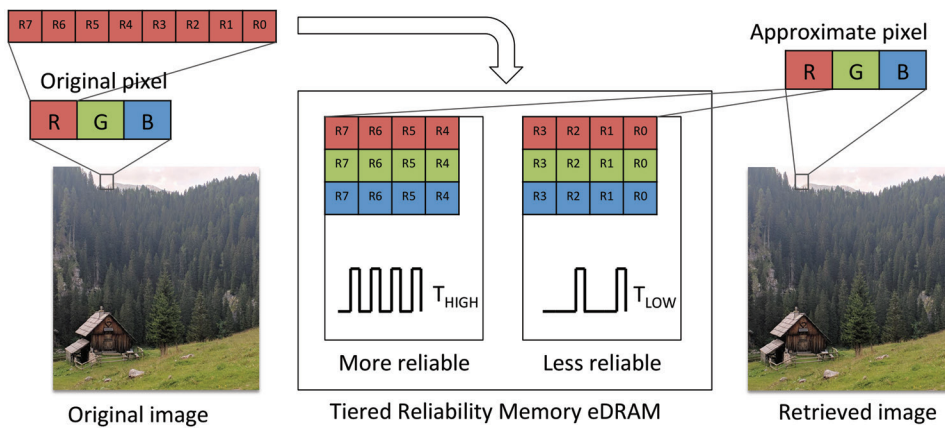 R7 R6 R5 R4 R3 R2 R1 R0
Original pixel
R G B
Original image
R7 R6 R5 R4
R7 R6 R5 R4
R7 R6 R5 R4
THIGH
More reliable
R3 R2 R1 R0
R3 R2 R1 R0
R3 R2 R1 R0
TLOW
Less reliable
Tiered Reliability Memory eDRAM
Approximate pixel
R G B
Retrieved image